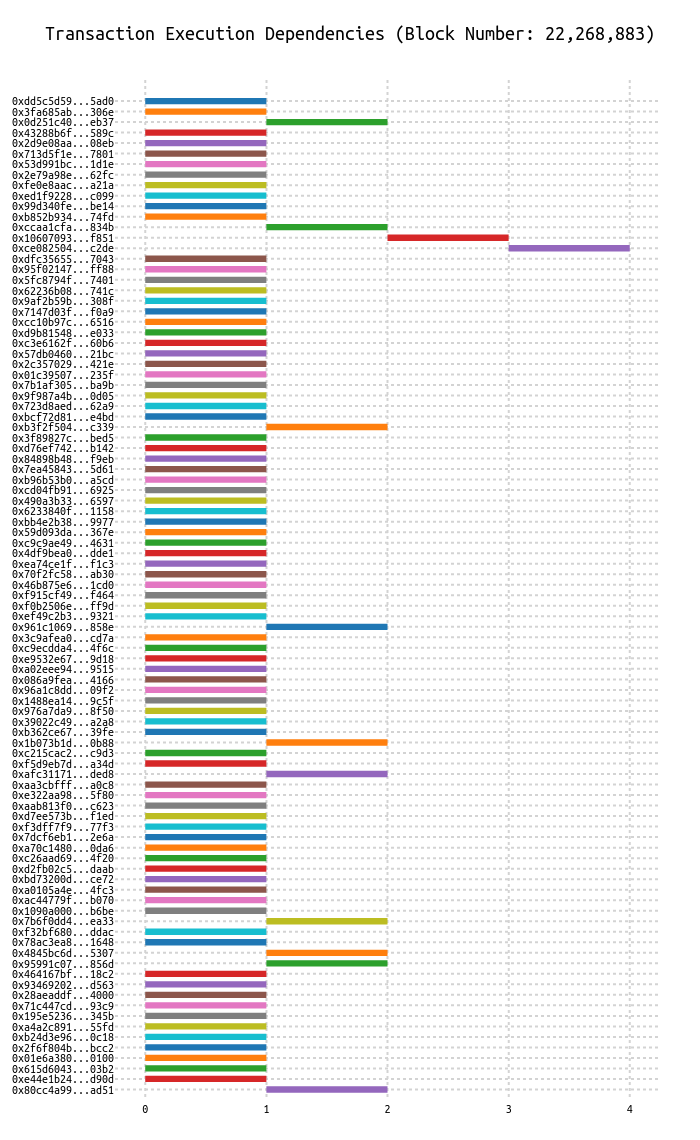 Transaction Execution Dependencies (Block Number: 22,268,883)
0xdd5c5d59...5ad0
0x3fa685ab...306e
0x0d251c40...eb37
0x43288b6f...589c
0x2d9e08aa...08eb
0x713d5f1e...7801
0x53d991bc...1d1e
0x2e79a98e...62fc
0xfe0e8aac...a21a
0xed1f9228...c099
0x99d340fe...be14
0xb852b934...74fd
0xccaa1cfa...834b
0x10607093...f851
0xce082504...c2de
0xdfc35655...7043
0x95f02147...ff88
0x5fc8794f...7401
0x62236b08...741c
0x9af2b59b...308f
0x7147d03f...f0a9
0xcc10b97c...6516
0xd9b81548...e033
0xc3e6162f...60b6
0x57db0460...21bc
0x2c357029...421e
0x01c39507...235f
0x7b1af305...ba9b
0x9f987a4b...0d05
0x723d8aed...62a9
0xbcf72d81...e4bd
0xb3f2f504...c339
0x3f89827c...bed5
0xd76ef742...b142
0x84898b48...f9eb
0x7ea45843...5d61
0xb96b53b0...a5cd
0xcd04fb91...6925
0x490a3b33...6597
0x6233840f...1158
0xbb4e2b38...9977
0x59d093da...367e
0xc9c9ae49...4631
0x4df9bea0...dde1
0xea74ce1f...f1c3
0x70f2fc58...ab30
0x46b875e6...1cd0
0xf915cf49...f464
0xf0b2506e...ff9d
0xef49c2b3...9321
0x961c1069...858e
0x3c9afea0...cd7a
0xc9ecdda4...4f6c
0xe9532e67...9d18
0xa02eee94...9515
0x086a9fea...4166
0x96a1c8dd...09f2
0x1488ea14...9c5f
0x976a7da9...8f50
0x39022c49...a2a8
0xb362ce67...39fe
0x1b073b1d...0b88
0xc215cac2...c9d3
0xf5d9eb7d...a34d
0xafc31171...ded8
0xaa3cbfff...a0c8
0xe322aa98...5f80
0xaab813f0...c623
0xd7ee573b...f1ed
0xf3dff7f9...77f3
0x7dcf6eb1...2e6a
0xa70c1480...0da6
0xc26aad69...4f20
0xd2fb02c5...daab
0xbd73200d...ce72
0xa0105a4e...4fc3
0xac44779f...b070
0x1090a000...b6be
0x7b6f0dd4...ea33
0xf32bf680...ddac
0x78ac3ea8...1648
0x4845bc6d...5307
0x95991c07...856d
0x464167bf...18c2
0x93469202...d563
0x28aeaddf...4000
0x71c447cd...93c9
0x195e5236...345b
0xa4a2c891...55fd
0xb24d3e96...0c18
0x2f6f804b...bcc2
0x01e6a380...0100
0x615d6043...03b2
0xe44e1b24...d90d
0x80cc4a99...ad51
0 1 2 3 4